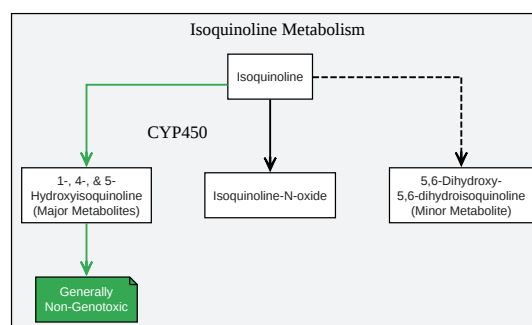 Isoquinoline Metabolism
Isoquinoline
CYP450
1-, 4-, & 5-
Hydroxyisoquinoline
(Major Metabolites)
Isoquinoline-N-oxide
5,6-Dihydroxy-
5,6-dihydroisoquinoline
(Minor Metabolite)
Generally
Non-Genotoxic